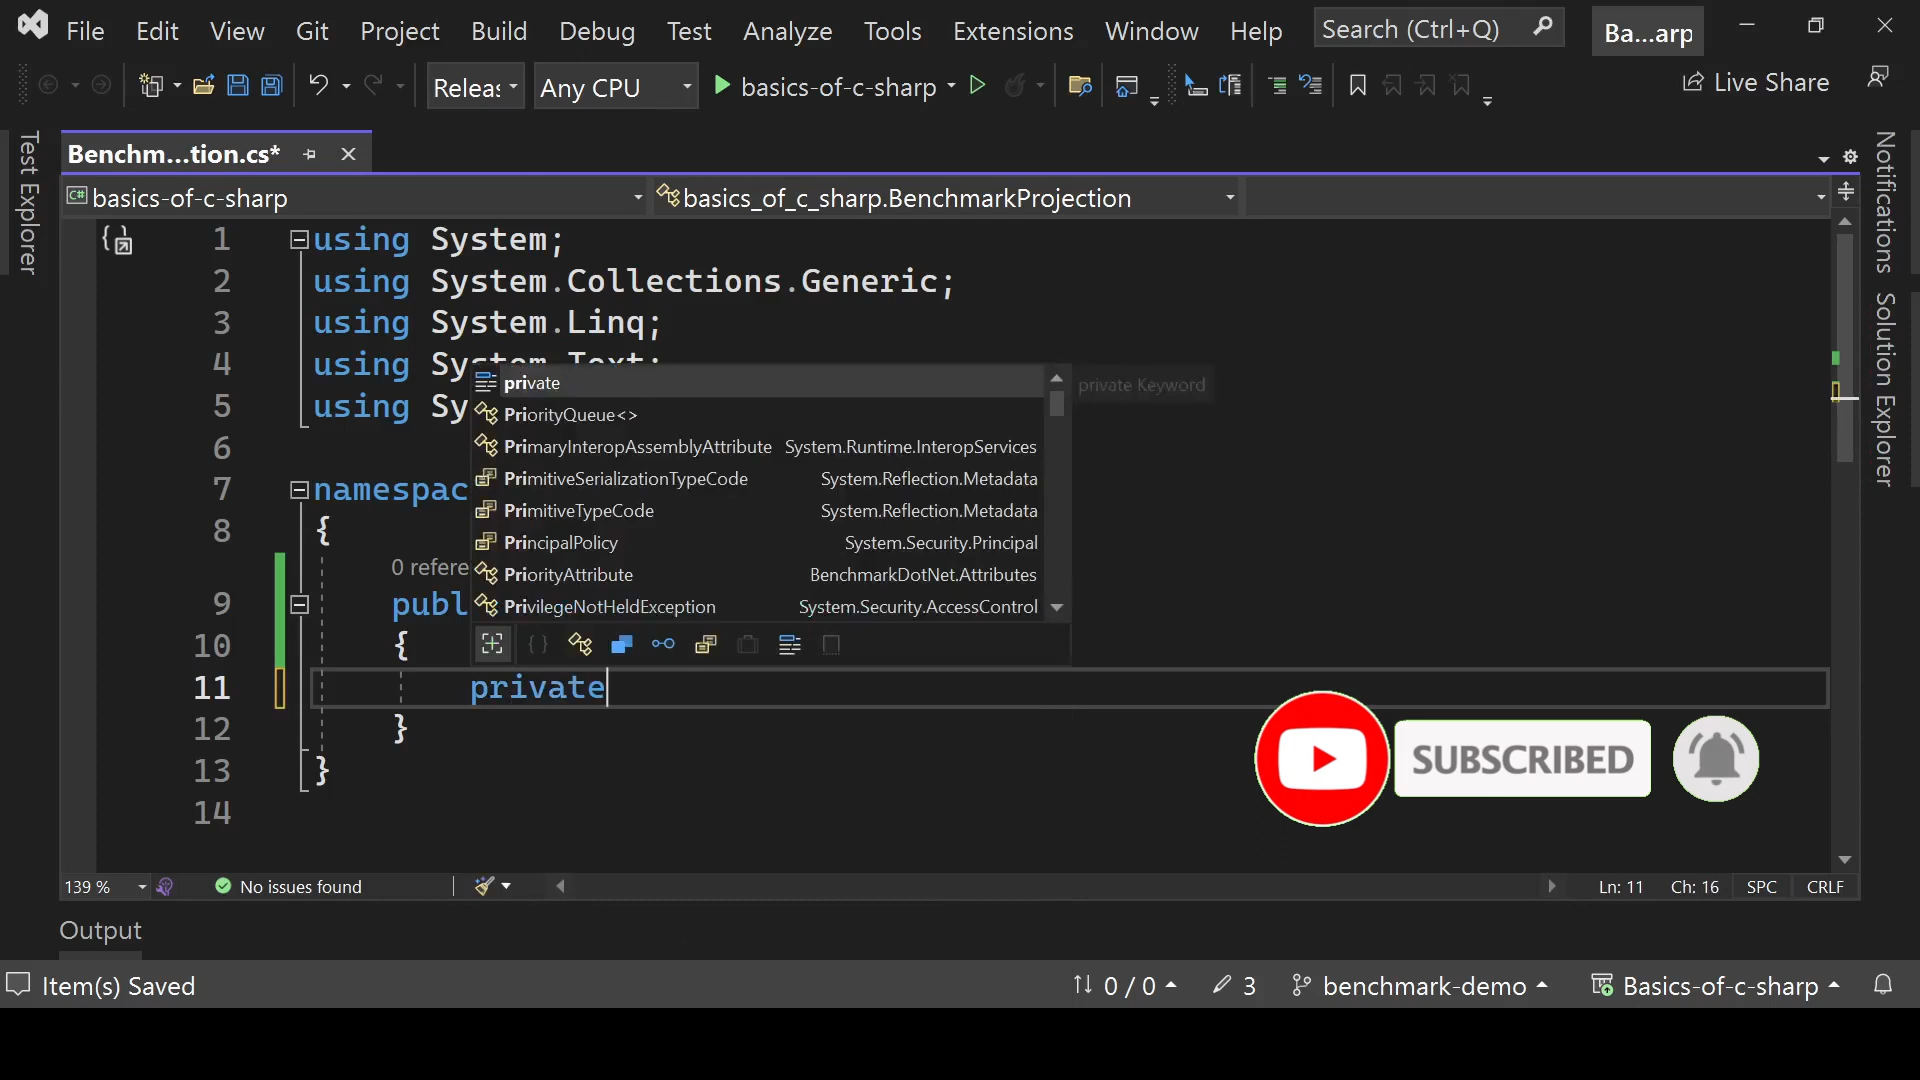 File Edit View Git Project Build Debug Test Analyze Tools Extensions Window Help Search (Ctrl+Q) Ba...arp
Releas Any CPU basics-of-c-sharp Live Share
Test Explorer
Benchm...tion.cs*
basics-of-c-sharp basics_of_c_sharp.BenchmarkProjection
Notifications
Solution Explorer
1 using System;
2 using System.Collections.Generic;
3 using System.Linq;
4 using System.Text;
5 using Sy
6
7 namespac
8 {
0 refere
9 publ
10 {
11 private
12 }
13 }
14
private private Keyword
PriorityQueue<>
PrimaryInteropAssemblyAttribute System.Runtime.InteropServices
PrimitiveSerializationTypeCode System.Reflection.Metadata
PrimitiveTypeCode System.Reflection.Metadata
PrincipalPolicy System.Security.Principal
PriorityAttribute BenchmarkDotNet.Attributes
PrivilegeNotHeldException System.Security.AccessControl
SUBSCRIBED
139 % No issues found Ln: 11 Ch: 16 SPC CRLF
Output
Item(s) Saved 0 / 0 3 benchmark-demo Basics-of-c-sharp